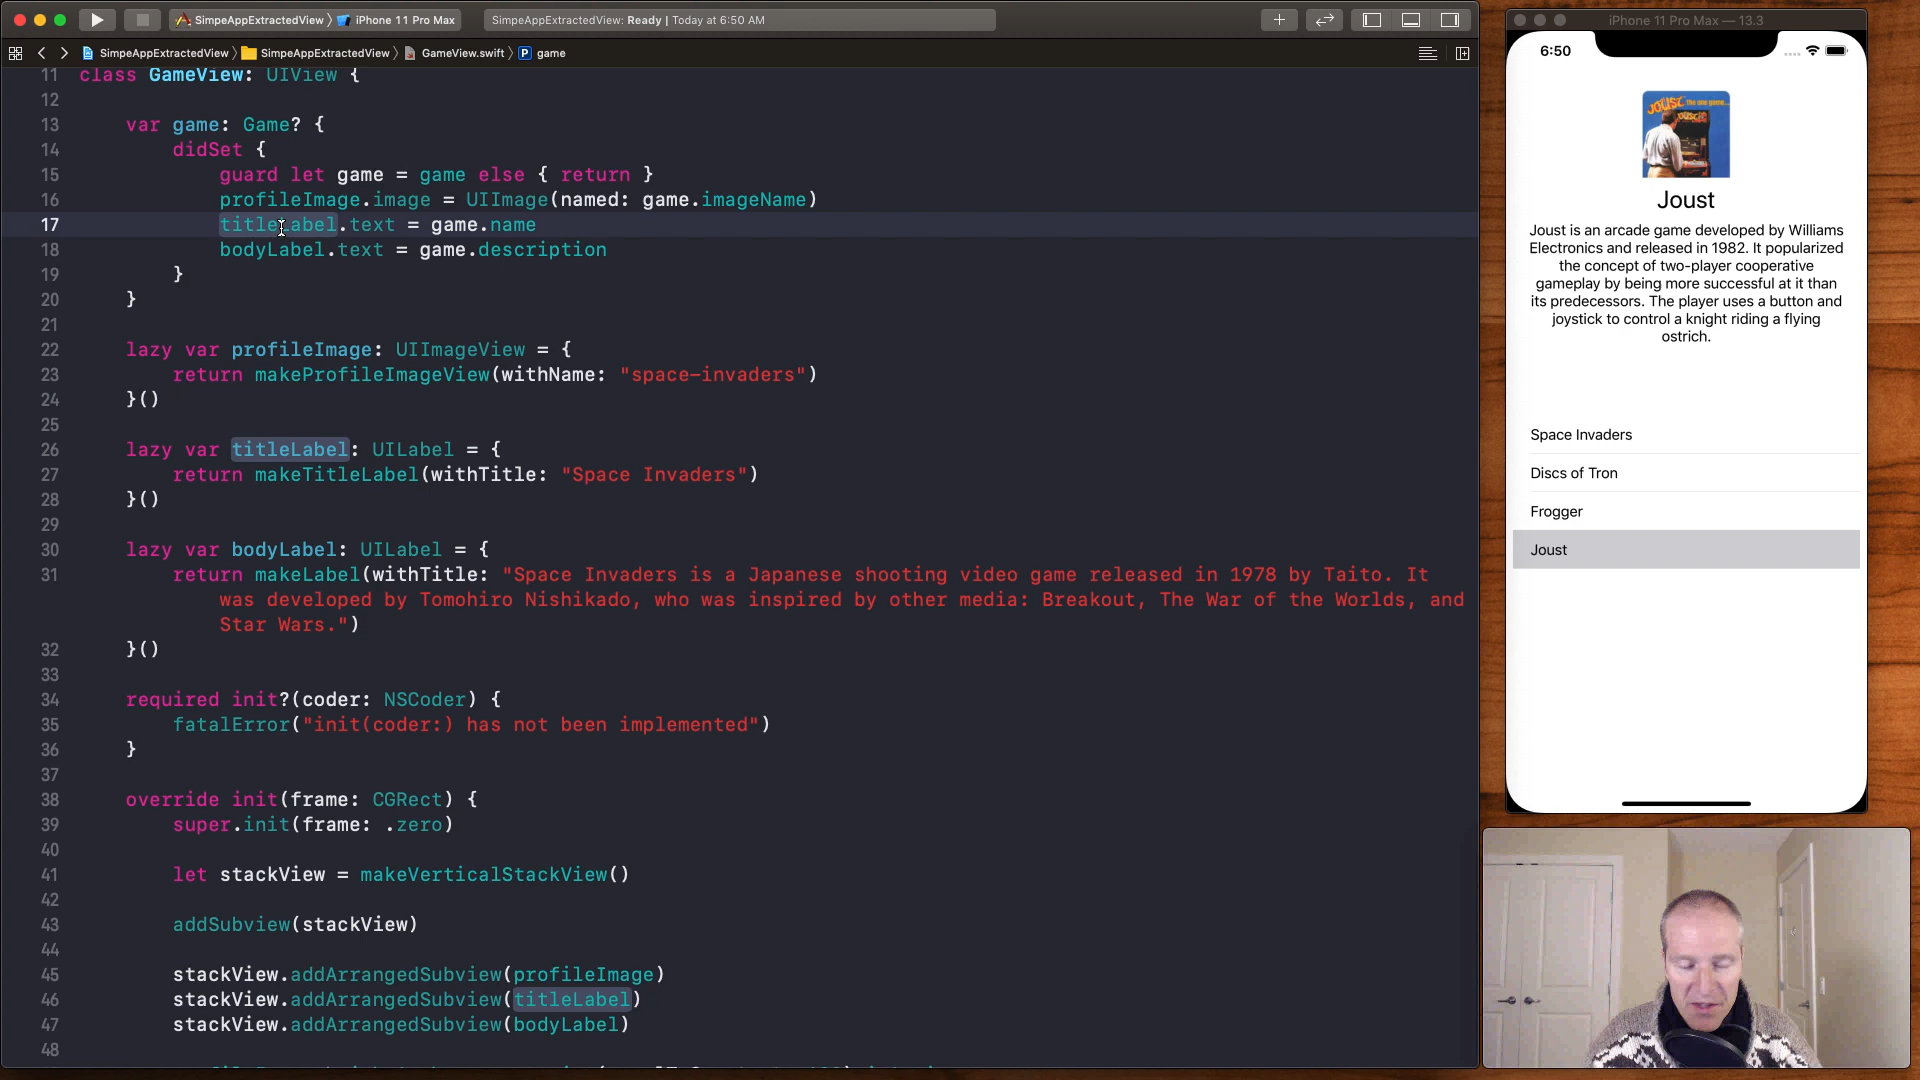 SimpeAppExtractedView 〉 iPhone 11 Pro Max
SimpeAppExtractedView: Ready | Today at 6:50 AM
SimpeAppExtractedView 〉 SimpeAppExtractedView 〉 GameView.swift 〉 P game
11 class GameView: UIView {
12
13 var game: Game? {
14 didSet {
15 guard let game = game else { return }
16 profileImage.image = UIImage(named: game.imageName)
17 titleLabel.text = game.name
18 bodyLabel.text = game.description
19 }
20 }
21
22 lazy var profileImage: UIImageView = {
23 return makeProfileImageView(withName: "space-invaders")
24 }()
25
26 lazy var titleLabel: UILabel = {
27 return makeTitleLabel(withTitle: "Space Invaders")
28 }()
29
30 lazy var bodyLabel: UILabel = {
31 return makeLabel(withTitle: "Space Invaders is a Japanese shooting video game released in 1978 by Taito. It
was developed by Tomohiro Nishikado, who was inspired by other media: Breakout, The War of the Worlds, and
Star Wars.")
32 }()
33
34 required init?(coder: NSCoder) {
35 fatalError("init(coder:) has not been implemented")
36 }
37
38 override init(frame: CGRect) {
39 super.init(frame: .zero)
40
41 let stackView = makeVerticalStackView()
42
43 addSubview(stackView)
44
45 stackView.addArrangedSubview(profileImage)
46 stackView.addArrangedSubview(titleLabel)
47 stackView.addArrangedSubview(bodyLabel)
48
iPhone 11 Pro Max — 13.3
6:50
JOUST the one game...
Joust
Joust is an arcade game developed by Williams
Electronics and released in 1982. It popularized
the concept of two-player cooperative
gameplay by being more successful at it than
its predecessors. The player uses a button and
joystick to control a knight riding a flying
ostrich.
Space Invaders
Discs of Tron
Frogger
Joust